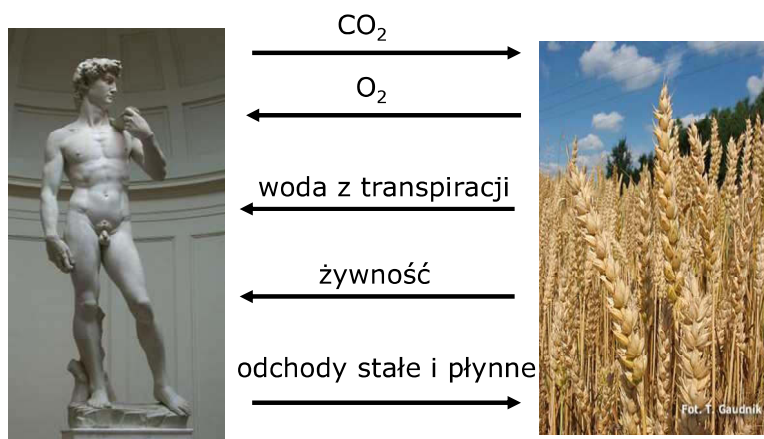 CO₂
O₂
woda z transpiracji
żywność
odchody stałe i płynne
Fot. T. Gaudnik